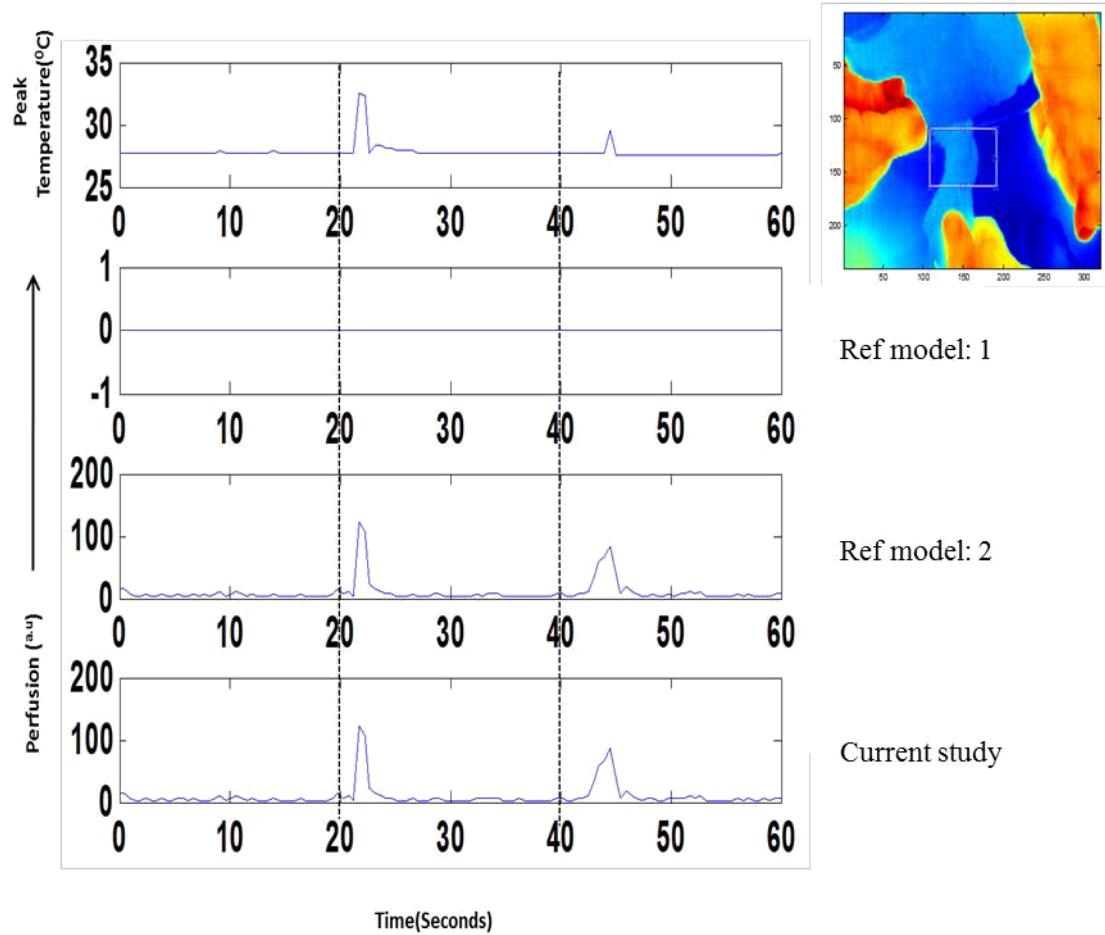 Peak
Temperature(⁰C)
35
30
25
0 10 20 30 40 50 60
1
0
-1
0 10 20 30 40 50 60
Ref model: 1
200
100
0
0 10 20 30 40 50 60
Ref model: 2
Perfusion (a.u)
200
100
0
0 10 20 30 40 50 60
Current study
Time(Seconds)
50
100
150
200
50 100 150 200 250 300